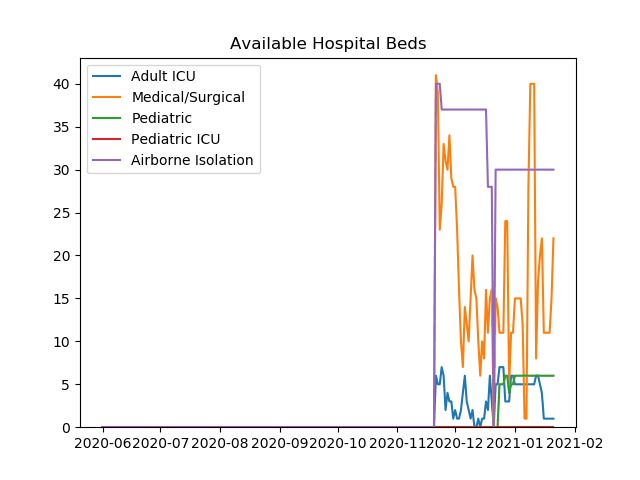 Available Hospital Beds
Adult ICU
Medical/Surgical
Pediatric
Pediatric ICU
Airborne Isolation
40
35
30
25
20
15
10
5
0
2020-06 2020-07 2020-08 2020-09 2020-10 2020-11 2020-12 2021-01 2021-02